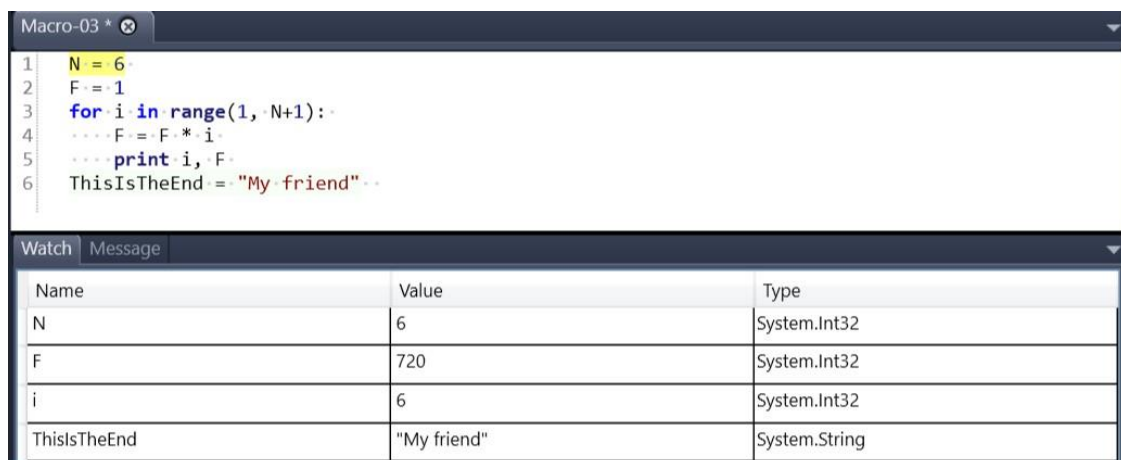 Macro-03 *
1 N = 6
2 F = 1
3 for i in range(1, N+1):
4     F = F * i
5     print i, F
6 ThisIsTheEnd = "My friend"
Watch Message
Name Value Type
N 6 System.Int32
F 720 System.Int32
i 6 System.Int32
ThisIsTheEnd "My friend" System.String